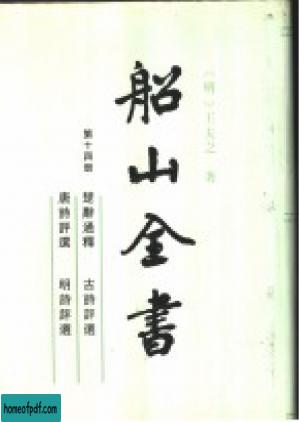 （明）王夫之 著
船山全書
第十四册
楚辭通釋 古詩評選
唐詩評選 明詩評選
homeofpdf.com